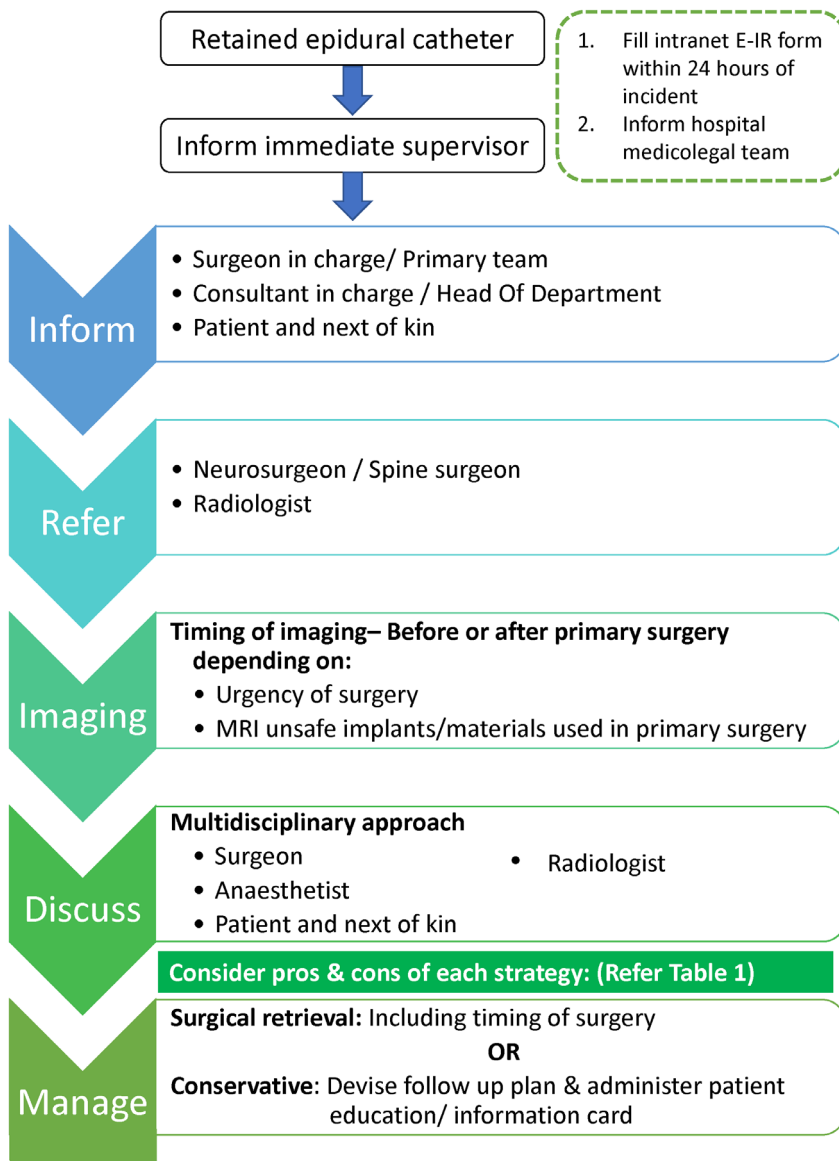 Retained epidural catheter
1. Fill intranet E-IR form
within 24 hours of
incident
2. Inform hospital
medicolegal team
Inform immediate supervisor
Inform
• Surgeon in charge/ Primary team
• Consultant in charge / Head Of Department
• Patient and next of kin
Refer
• Neurosurgeon / Spine surgeon
• Radiologist
Imaging
Timing of imaging– Before or after primary surgery
depending on:
• Urgency of surgery
• MRI unsafe implants/materials used in primary surgery
Discuss
Multidisciplinary approach
• Surgeon
• Anaesthetist
• Patient and next of kin
• Radiologist
Consider pros & cons of each strategy: (Refer Table 1)
Manage
Surgical retrieval: Including timing of surgery
OR
Conservative: Devise follow up plan & administer patient
education/ information card